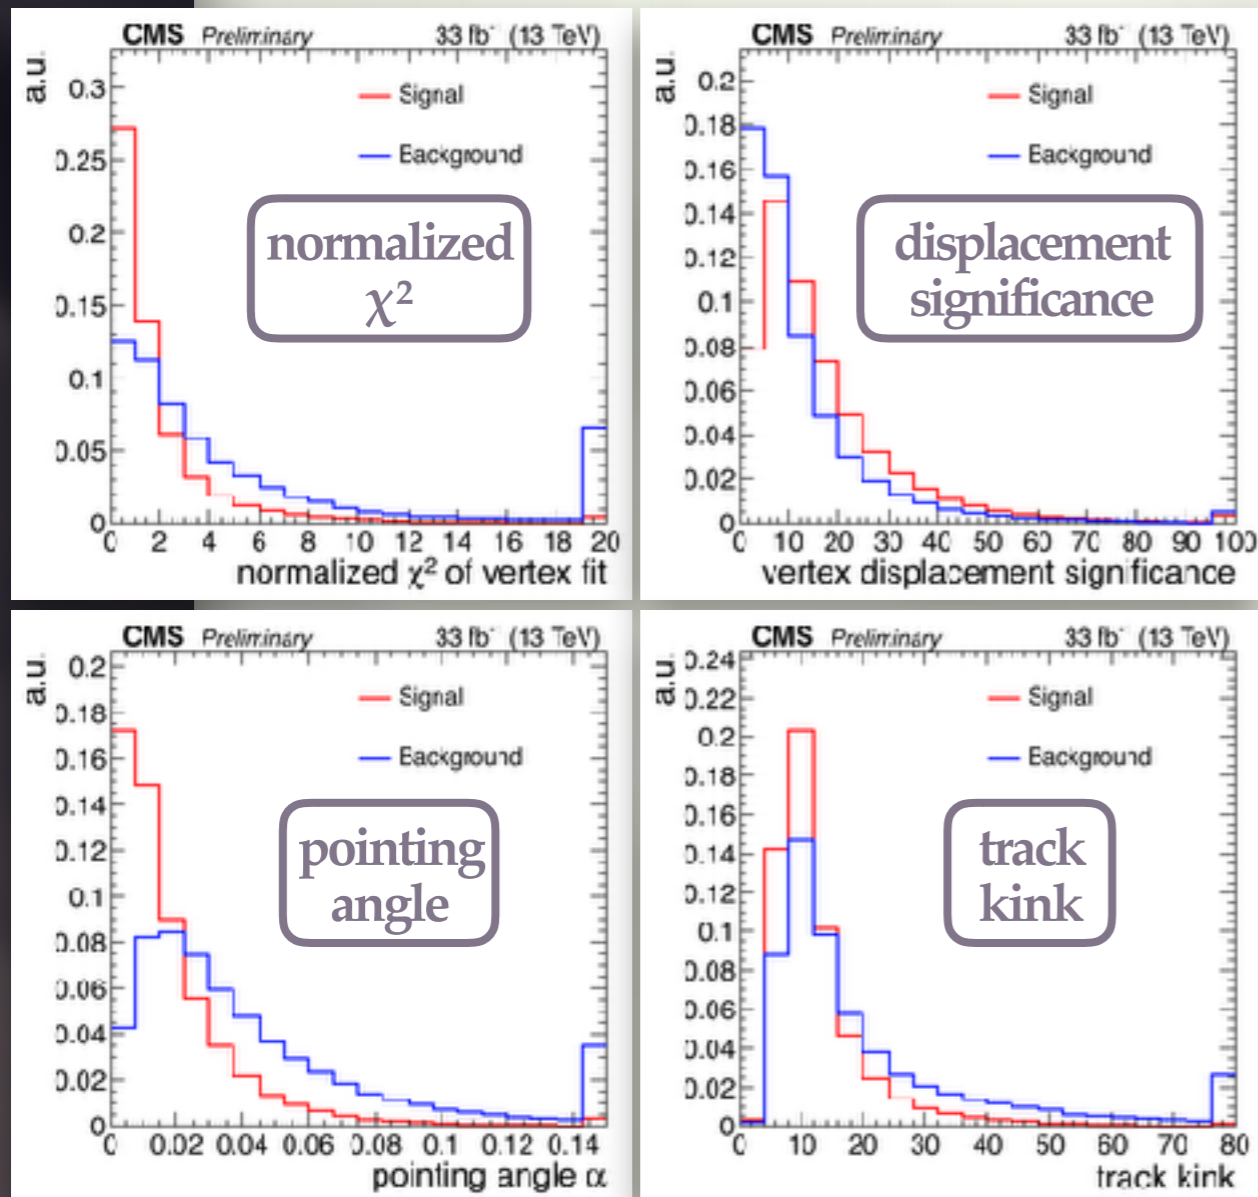 CMS Preliminary 33 fb⁻ (13 TeV)
a.u.
0.3
0.25
0.2
0.15
0.1
0.05
0
Signal
Background
normalized
χ²
0 2 4 6 8 10 12 14 16 18 20
normalized χ² of vertex fit
CMS Preliminary 33 fb⁻ (13 TeV)
a.u.
0.2
0.18
0.16
0.14
0.12
0.1
0.08
0.06
0.04
0.02
0
Signal
Background
displacement
significance
0 10 20 30 40 50 60 70 80 90 100
vertex displacement significance
CMS Preliminary 33 fb⁻ (13 TeV)
a.u.
0.2
0.18
0.16
0.14
0.12
0.1
0.08
0.06
0.04
0.02
0
Signal
Background
pointing
angle
0 0.02 0.04 0.06 0.08 0.1 0.12 0.14
pointing angle α
CMS Preliminary 33 fb⁻ (13 TeV)
a.u.
0.24
0.22
0.2
0.18
0.16
0.14
0.12
0.1
0.08
0.06
0.04
0.02
0
Signal
Background
track
kink
0 10 20 30 40 50 60 70 80
track kink